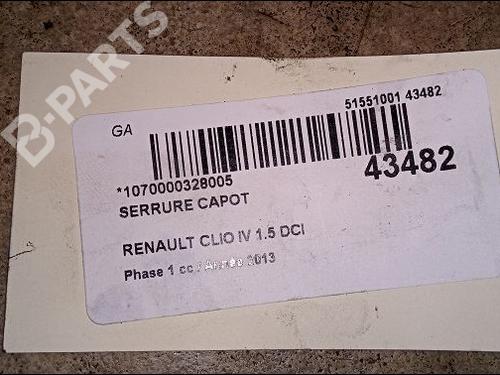 B-PARTS
GA
51551001 43482
43482
*1070000328005
SERRURE CAPOT
RENAULT CLIO IV 1.5 DCI
Phase 1 cc / Année 2013